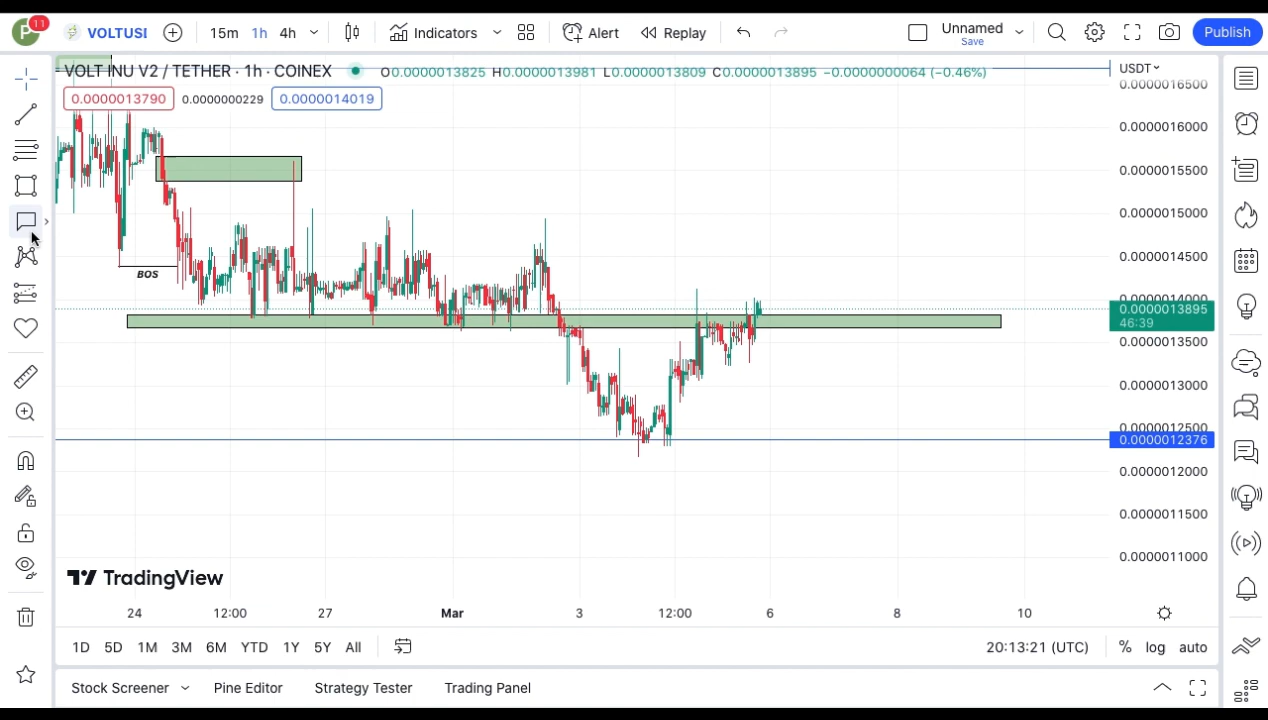 P 11 VOLTUSI 15m 1h 4h Indicators Alert Replay Unnamed Publish
Save
VOLT INU V2 / TETHER · 1h · COINEX O0.0000013825 H0.0000013981 L0.0000013809 C0.0000013895 −0.0000000064 (−0.46%) USDT
0.0000013790 0.0000000229 0.0000014019
0.0000016500
0.0000016000
0.0000015500
0.0000015000
0.0000014500
BOS
0.0000014000
0.0000013895
46:39
0.0000013500
0.0000013000
0.0000012500
0.0000012376
0.0000012000
0.0000011500
0.0000011000
TradingView
24 12:00 27 Mar 3 12:00 6 8 10
1D 5D 1M 3M 6M YTD 1Y 5Y All 20:13:21 (UTC) % log auto
Stock Screener Pine Editor Strategy Tester Trading Panel